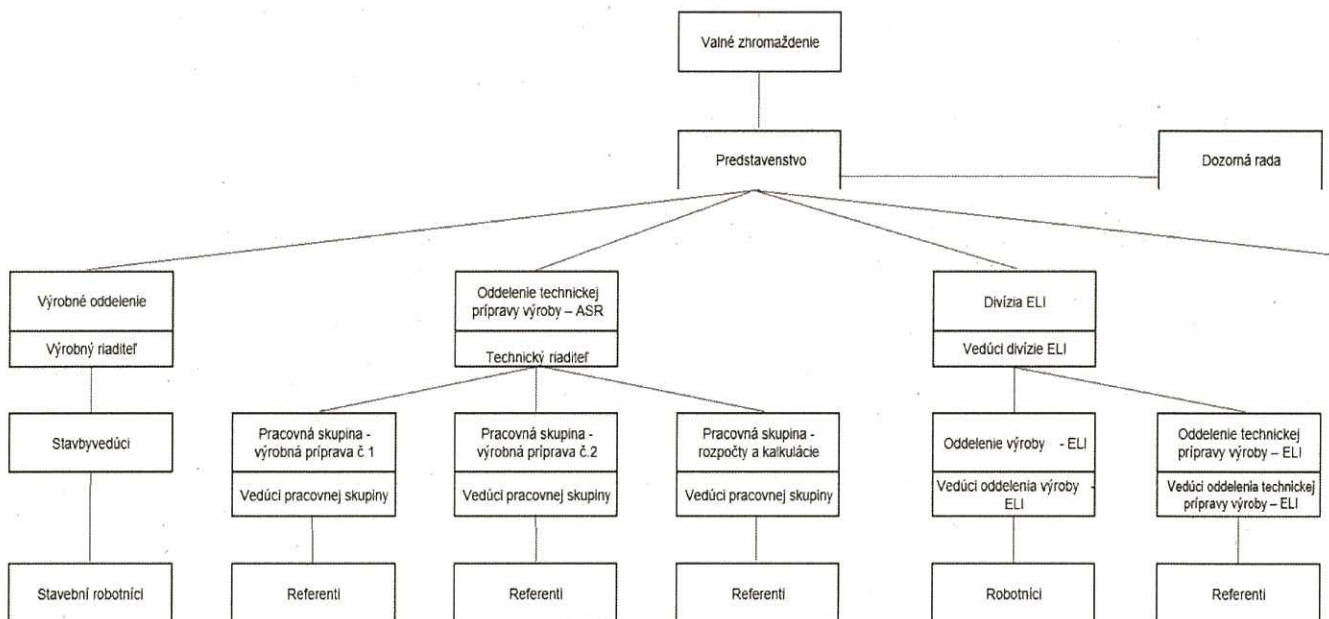 Valné zhromaždenie
Predstavenstvo
Dozorná rada
Výrobné oddelenie
Výrobný riaditeľ
Oddelenie technickej
prípravy výroby – ASR
Technický riaditeľ
Divízia ELI
Vedúci divízie ELI
Stavbyvedúci
Pracovná skupina -
výrobná príprava č.1
Vedúci pracovnej skupiny
Pracovná skupina -
výrobná príprava č.2
Vedúci pracovnej skupiny
Pracovná skupina -
rozpočty a kalkulácie
Vedúci pracovnej skupiny
Oddelenie výroby - ELI
Vedúci oddelenia výroby -
ELI
Oddelenie technickej
prípravy výroby – ELI
Vedúci oddelenia technickej
prípravy výroby – ELI
Stavební robotníci
Referenti
Referenti
Referenti
Robotníci
Referenti